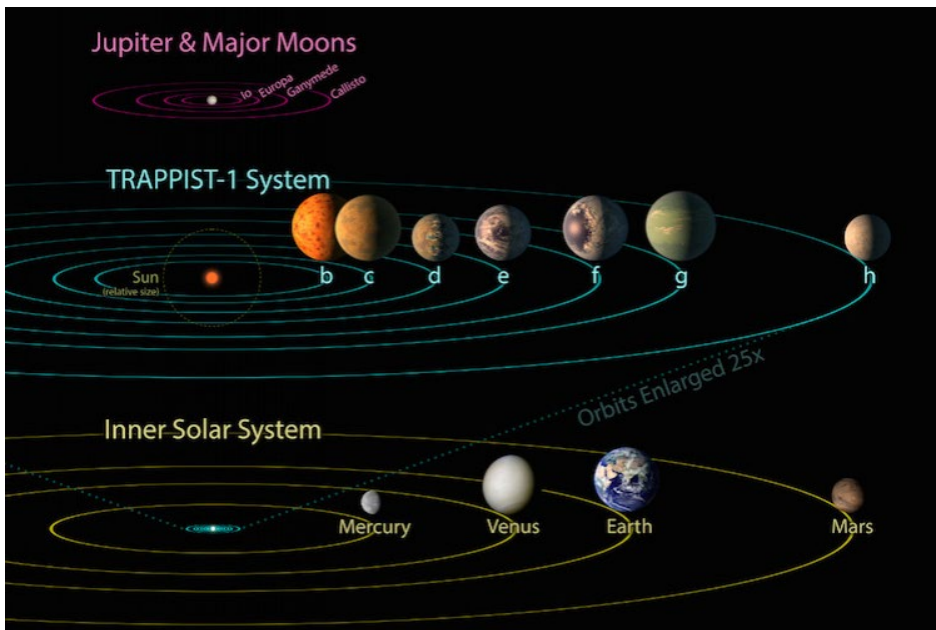 Jupiter & Major Moons
Io
Europa
Ganymede
Callisto
TRAPPIST-1 System
Sun
(relative size)
b
c
d
e
f
g
h
Orbits Enlarged 25x
Inner Solar System
Mercury
Venus
Earth
Mars